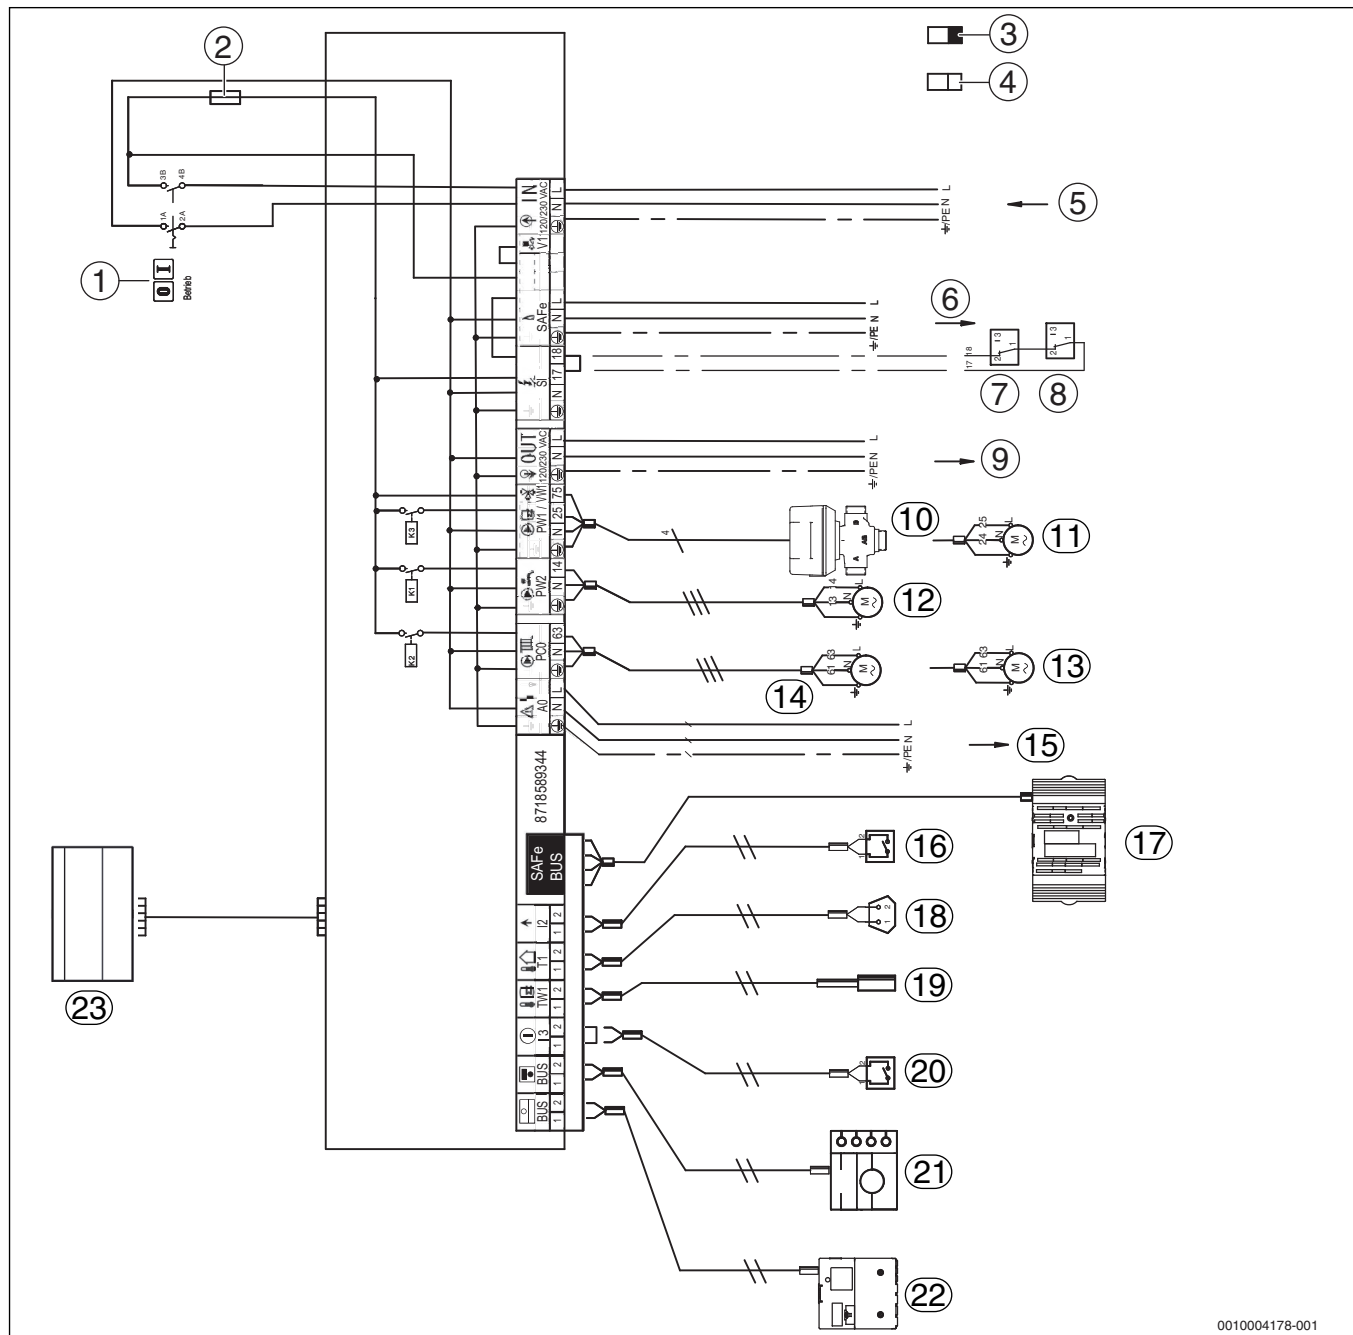 2
3
4
3B
4B
1A
2A
1
I
0
Betrieb
IN
120/230 VAC
L
N
L
N
⏚/PE
5
V1
SAFe
L
N
L
N
⏚/PE
6
SI
18
17
N
18
17
3
1
2
3
1
2
7
8
OUT
120/230 VAC
L
N
L
N
⏚/PE
9
PW1 / VW1
75
25
N
K3
4
A
AB
B
10
25
24
N
L
M
11
PW2
14
N
K1
4
13
N
L
M
12
PC0
63
N
K2
63
61
N
L
M
14
63
61
N
L
M
13
A0
L
N
L
N
⏚/PE
15
8718589344
SAFe
BUS
17
1
2
16
I2
1
2
1
2
18
T1
1
2
TW1
1
2
19
I3
1
2
20
BUS
1
2
21
BUS
1
2
22
23
0010004178-001